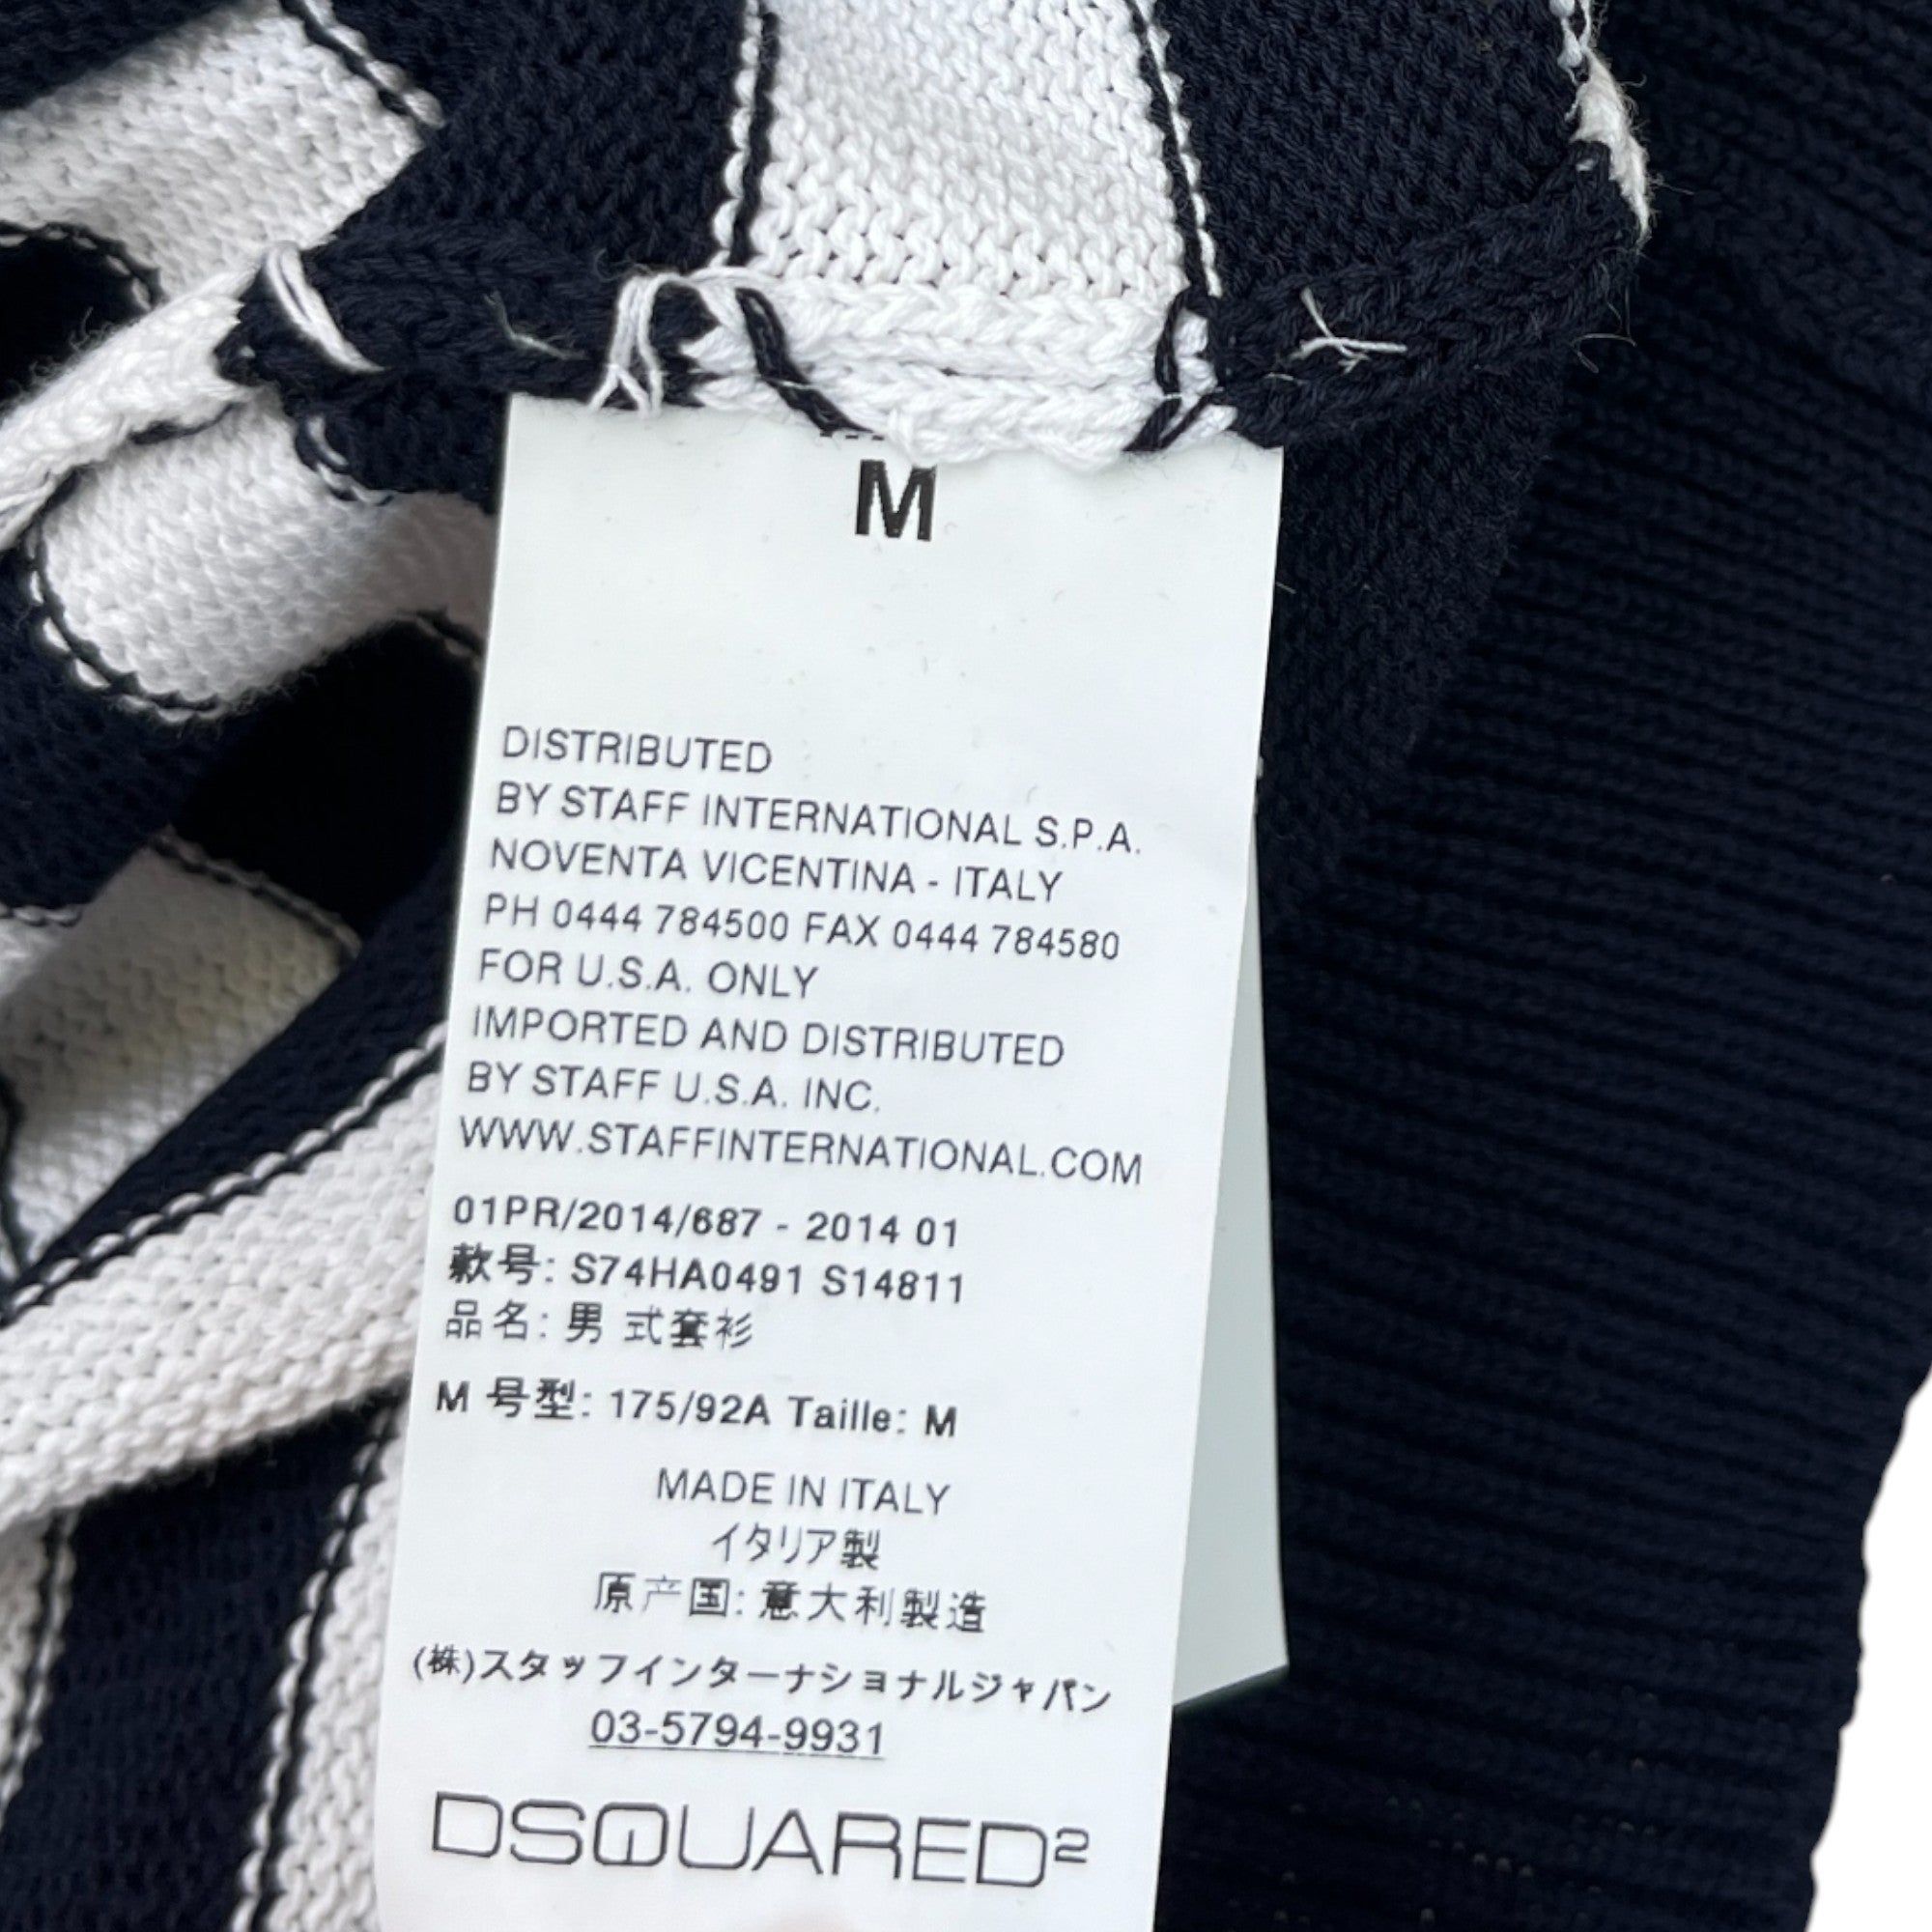 M
DISTRIBUTED
BY STAFF INTERNATIONAL S.P.A.
NOVENTA VICENTINA - ITALY
PH 0444 784500 FAX 0444 784580
FOR U.S.A. ONLY
IMPORTED AND DISTRIBUTED
BY STAFF U.S.A. INC.
WWW.STAFFINTERNATIONAL.COM
01PR/2014/687 - 2014 01
款号: S74HA0491 S14811
品名: 男 式套衫
M 号型: 175/92A Taille: M
MADE IN ITALY
イタリア製
原产国: 意大利製造
(株)スタッフインターナショナルジャパン
03-5794-9931
DSQUARED²